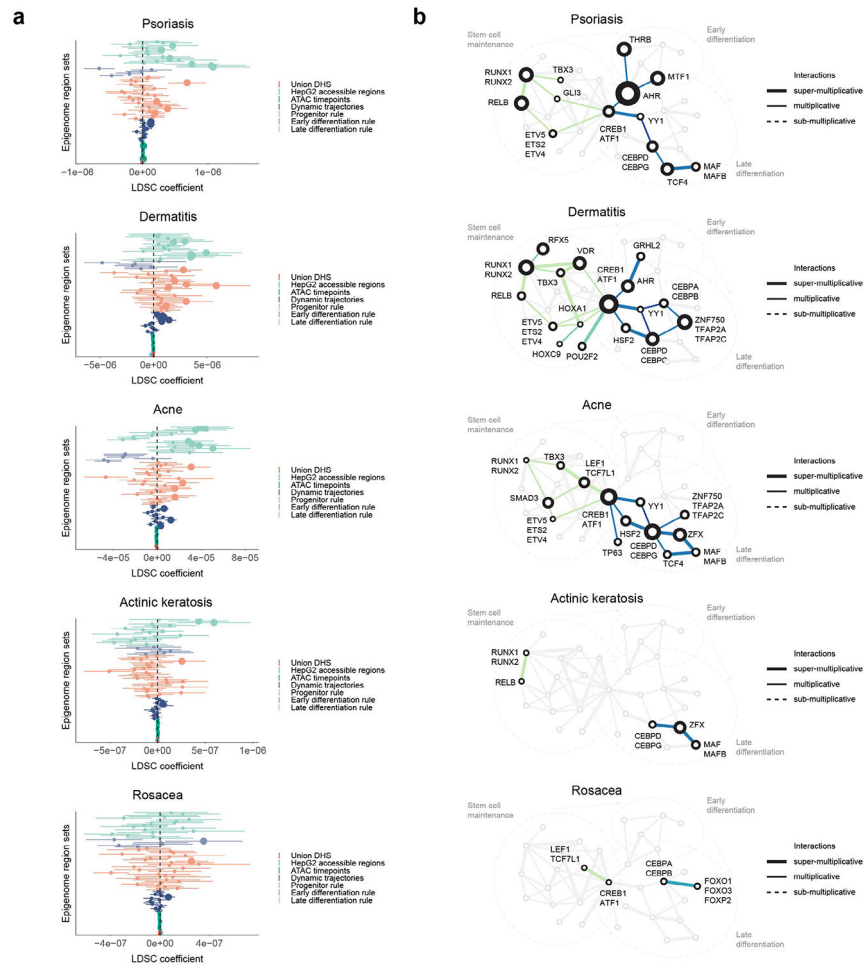 a
b
Psoriasis
Epigenome region sets
−1e−06
0e+00
1e−06
LDSC coefficient
Union DHS
HepG2 accessible regions
ATAC timepoints
Dynamic trajectories
Progenitor rule
Early differentiation rule
Late differentiation rule
Dermatitis
Epigenome region sets
−5e−06
0e+00
5e−06
LDSC coefficient
Union DHS
HepG2 accessible regions
ATAC timepoints
Dynamic trajectories
Progenitor rule
Early differentiation rule
Late differentiation rule
Acne
Epigenome region sets
−4e−05
0e+00
4e−05
8e−05
LDSC coefficient
Union DHS
HepG2 accessible regions
ATAC timepoints
Dynamic trajectories
Progenitor rule
Early differentiation rule
Late differentiation rule
Actinic keratosis
Epigenome region sets
−5e−07
0e+00
5e−07
1e−06
LDSC coefficient
Union DHS
HepG2 accessible regions
ATAC timepoints
Dynamic trajectories
Progenitor rule
Early differentiation rule
Late differentiation rule
Rosacea
Epigenome region sets
−4e−07
0e+00
4e−07
LDSC coefficient
Union DHS
HepG2 accessible regions
ATAC timepoints
Dynamic trajectories
Progenitor rule
Early differentiation rule
Late differentiation rule
Psoriasis
Stem cell
maintenance
Early
differentiation
THRB
RUNX1
RUNX2
TBX3
GLI3
MTF1
AHR
RELB
YY1
ETV5
ETS2
ETV4
CREB1
ATF1
CEBPD
CEBPG
MAF
MAFB
TCF4
Late
differentiation
Interactions
super-multiplicative
multiplicative
sub-multiplicative
Dermatitis
Stem cell
maintenance
Early
differentiation
RFX5
VDR
GRHL2
RUNX1
RUNX2
TBX3
CREB1
ATF1
AHR
RELB
HOXA1
CEBPA
CEBPB
YY1
ETV5
ETS2
ETV4
ZNF750
TFAP2A
TFAP2C
HSF2
HOXC9
POU2F2
CEBPD
CEBPG
Late
differentiation
Interactions
super-multiplicative
multiplicative
sub-multiplicative
Acne
Stem cell
maintenance
Early
differentiation
RUNX1
RUNX2
TBX3
LEF1
TCF7L1
SMAD3
YY1
ZNF750
TFAP2A
TFAP2C
ETV5
ETS2
ETV4
CREB1
ATF1
HSF2
ZFX
TP63
CEBPD
CEBPG
TCF4
MAF
MAFB
Late
differentiation
Interactions
super-multiplicative
multiplicative
sub-multiplicative
Actinic keratosis
Stem cell
maintenance
Early
differentiation
RUNX1
RUNX2
RELB
ZFX
CEBPD
CEBPG
MAF
MAFB
Late
differentiation
Interactions
super-multiplicative
multiplicative
sub-multiplicative
Rosacea
Stem cell
maintenance
Early
differentiation
LEF1
TCF7L1
CEBPA
CEBPB
CREB1
ATF1
FOXO1
FOXO3
FOXP2
Late
differentiation
Interactions
super-multiplicative
multiplicative
sub-multiplicative